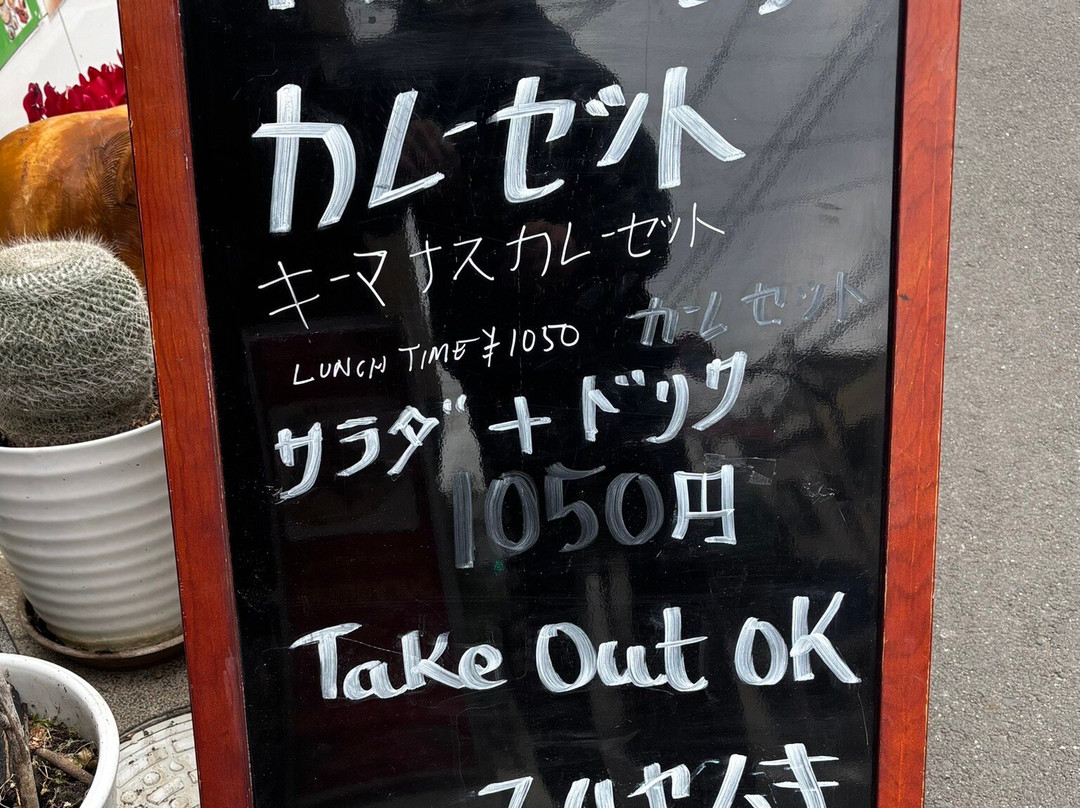 カレーセット
キーマナスカレーセット
カレーセット
LUNCH TIME ¥1050
サラダ+ドリク
1050円
Take Out OK